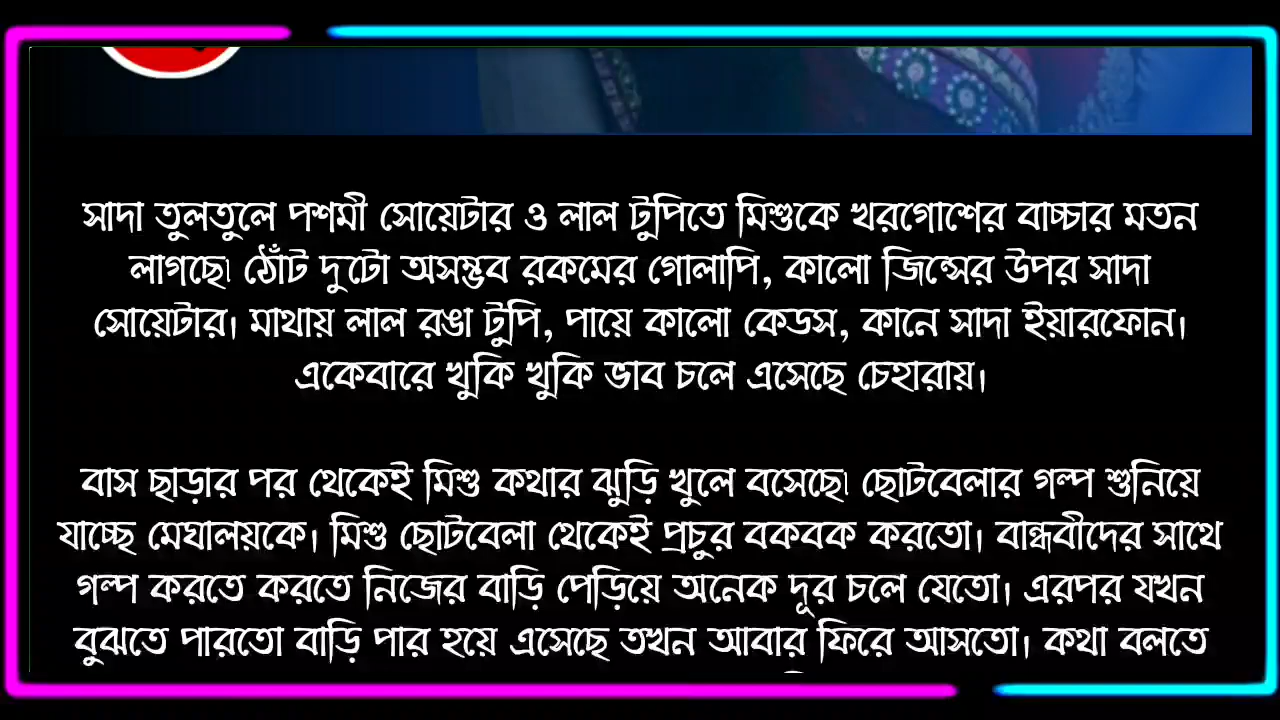 সাদা তুলতুলে পশমী সোয়েটার ও লাল টুপিতে মিশুকে খরগোশের বাচ্চার মতন
লাগছে৷ ঠোঁট দু'টো অসম্ভব রকমের গোলাপি, কালো জিন্সের উপর সাদা
সোয়েটার। মাথায় লাল রঙা টুপি, পায়ে কালো কেডস, কানে সাদা ইয়ারফোন।
একেবারে খুকি খুকি ভাব চলে এসেছে চেহারায়।
বাস ছাড়ার পর থেকেই মিশু কথার ঝুড়ি খুলে বসেছে৷ ছোটবেলার গল্প শুনিয়ে
যাচ্ছে মেঘালয়কে। মিশু ছোটবেলা থেকেই প্রচুর বকবক করতো। বান্ধবীদের সাথে
গল্প করতে করতে নিজের বাড়ি পেড়িয়ে অনেক দূর চলে যেতো। এরপর যখন
বুঝতে পারতো বাড়ি পার হয়ে এসেছে তখন আবার ফিরে আসতো। কথা বলতে